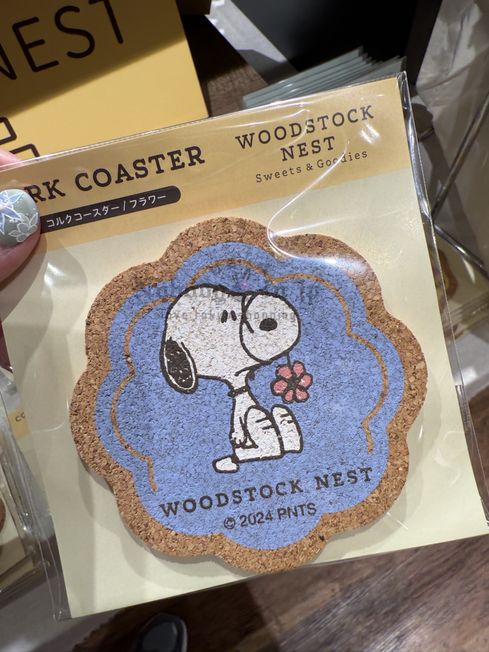 NEST
RK COASTER
コルクコースター/フラワー
WOODSTOCK
NEST
Sweets & Goodies
WOODSTOCK NEST
© 2024 PNTS